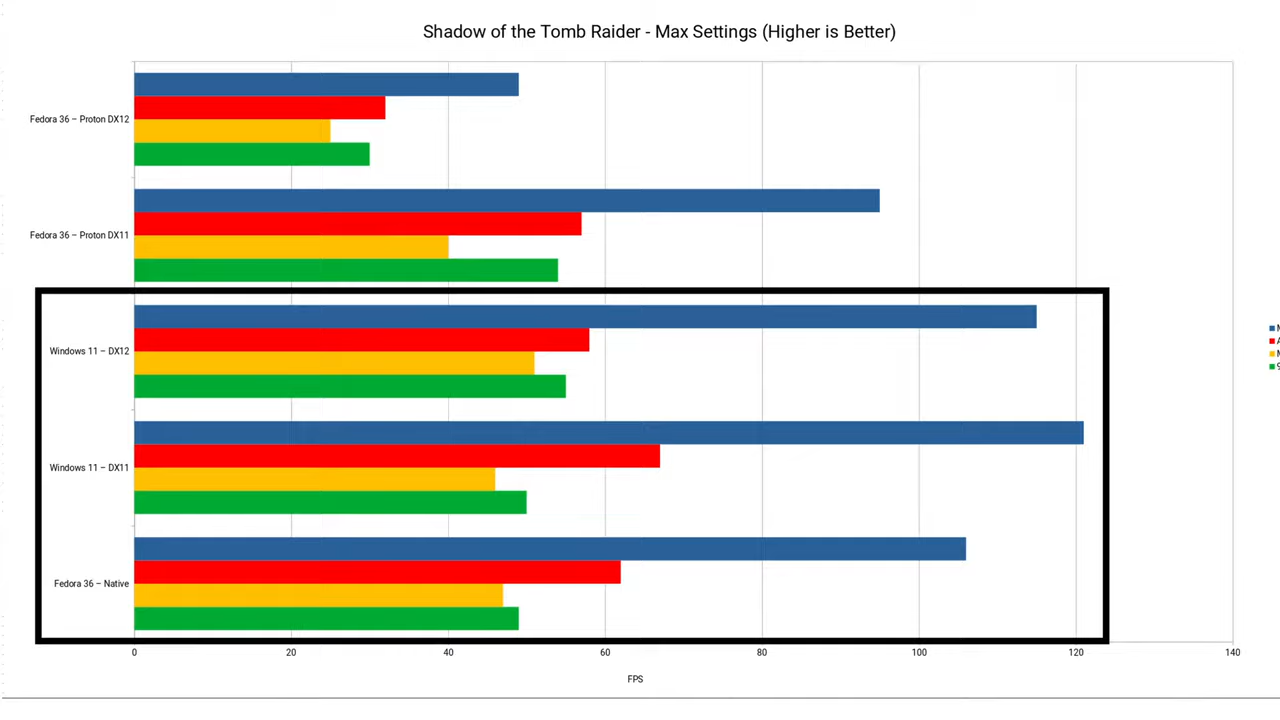 Shadow of the Tomb Raider - Max Settings (Higher is Better)
Fedora 36 – Proton DX12
Fedora 36 – Proton DX11
Windows 11 – DX12
Windows 11 – DX11
Fedora 36 – Native
0 20 40 60 80 100 120 140
FPS